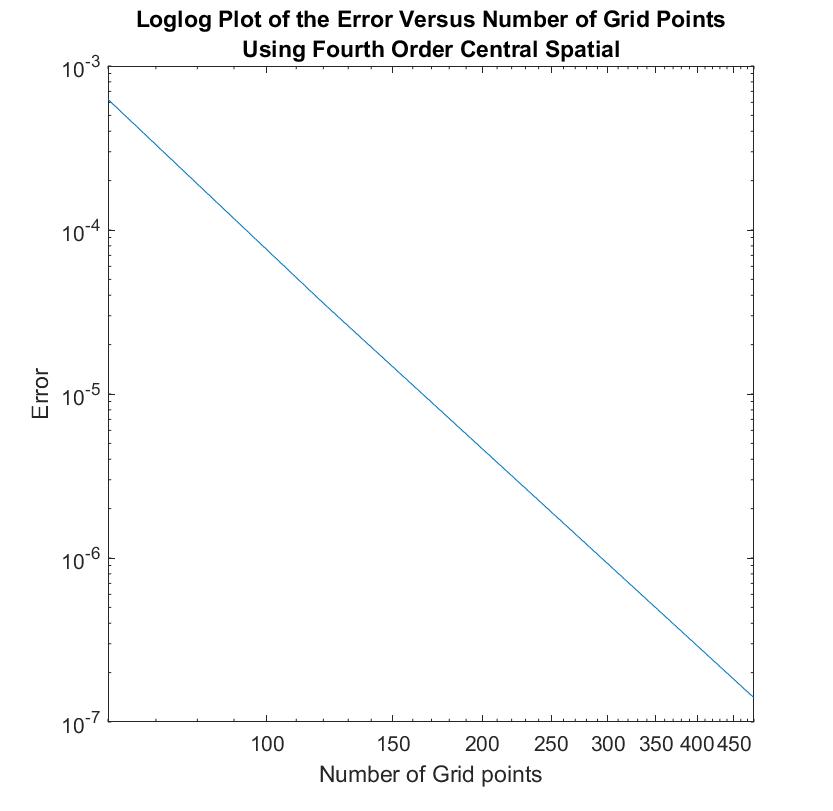 Loglog Plot of the Error Versus Number of Grid Points
Using Fourth Order Central Spatial
10^-3
10^-4
10^-5
10^-6
10^-7
Error
100 150 200 250 300 350 400 450
Number of Grid points